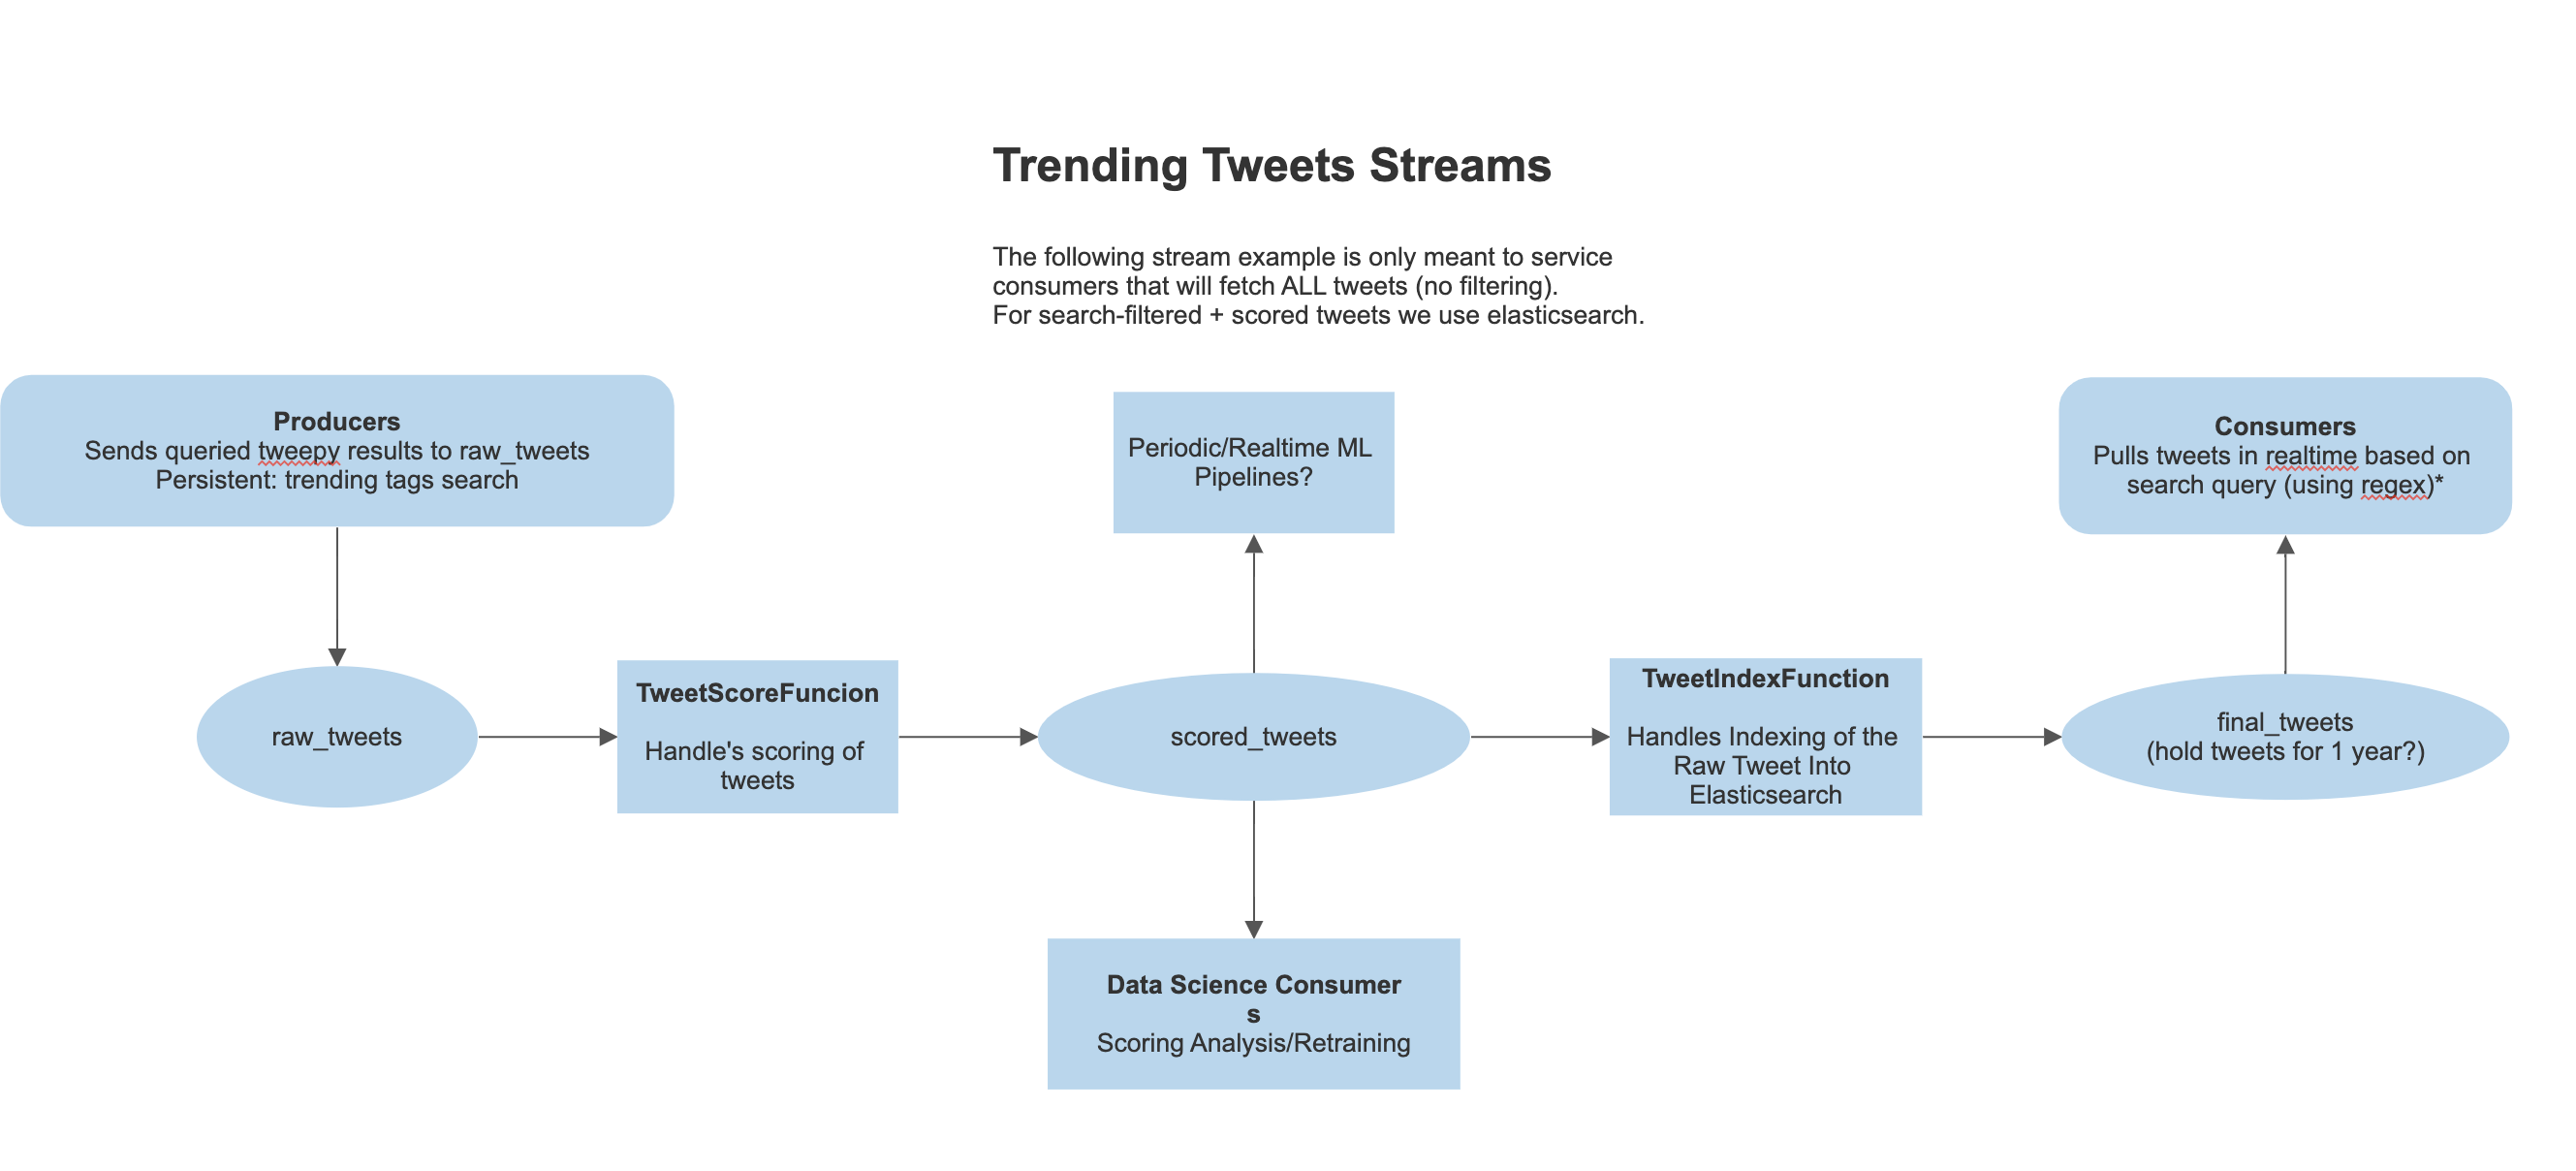 Trending Tweets Streams
The following stream example is only meant to service
consumers that will fetch ALL tweets (no filtering).
For search-filtered + scored tweets we use elasticsearch.
Producers
Sends queried tweepy results to raw_tweets
Persistent: trending tags search
Periodic/Realtime ML
Pipelines?
Consumers
Pulls tweets in realtime based on
search query (using regex)*
raw_tweets
TweetScoreFuncion
Handle's scoring of
tweets
scored_tweets
TweetIndexFunction
Handles Indexing of the
Raw Tweet Into
Elasticsearch
final_tweets
(hold tweets for 1 year?)
Data Science Consumer
s
Scoring Analysis/Retraining